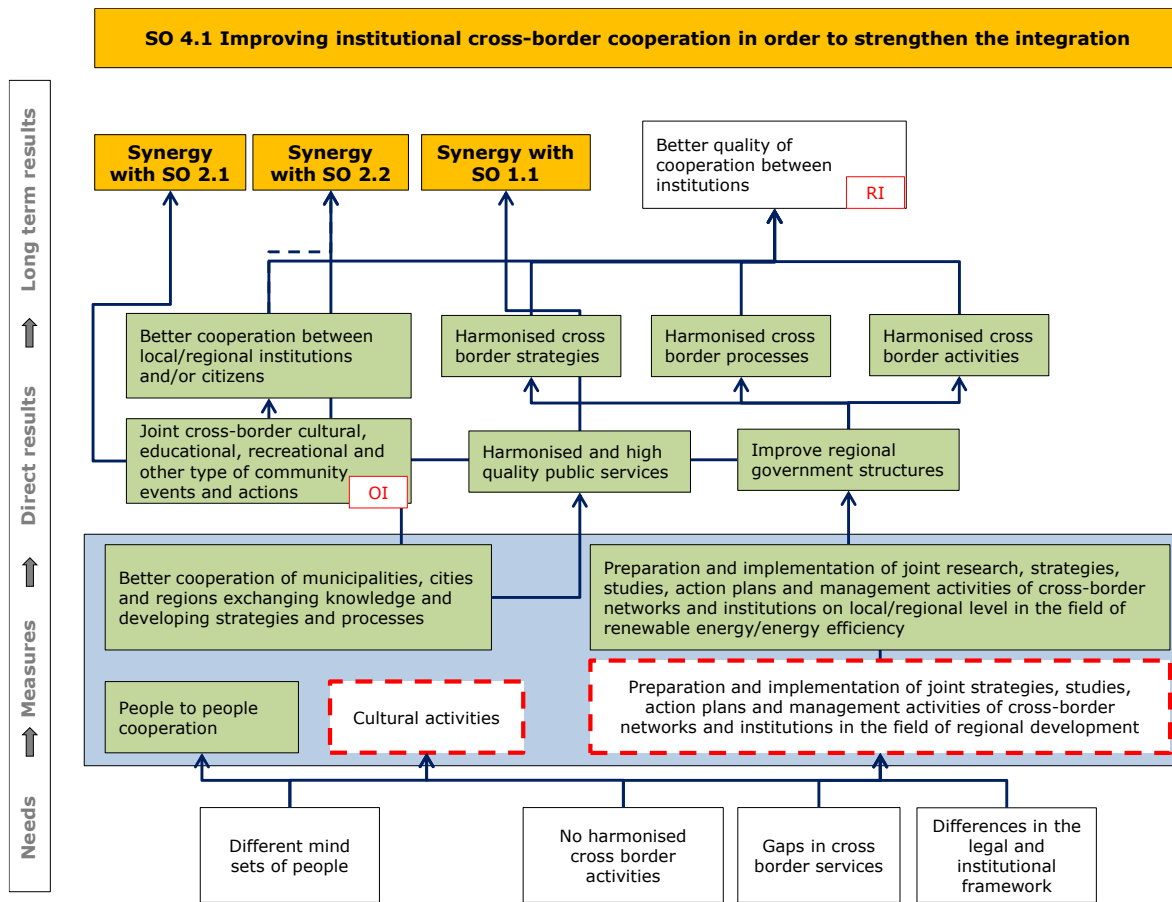 SO 4.1 Improving institutional cross-border cooperation in order to strengthen the integration
Long term results
Direct results
Measures
Needs
Synergy
with SO 2.1
Synergy
with SO 2.2
Synergy with
SO 1.1
Better quality of
cooperation between
institutions
RI
Better cooperation between
local/regional institutions
and/or citizens
Harmonised cross
border strategies
Harmonised cross
border processes
Harmonised cross
border activities
Joint cross-border cultural,
educational, recreational and
other type of community
events and actions
OI
Harmonised and high
quality public services
Improve regional
government structures
Better cooperation of municipalities, cities
and regions exchanging knowledge and
developing strategies and processes
Preparation and implementation of joint research, strategies,
studies, action plans and management activities of cross-border
networks and institutions on local/regional level in the field of
renewable energy/energy efficiency
People to people
cooperation
Cultural activities
Preparation and implementation of joint strategies, studies,
action plans and management activities of cross-border
networks and institutions in the field of regional development
Different mind
sets of people
No harmonised
cross border
activities
Gaps in cross
border services
Differences in the
legal and
institutional
framework